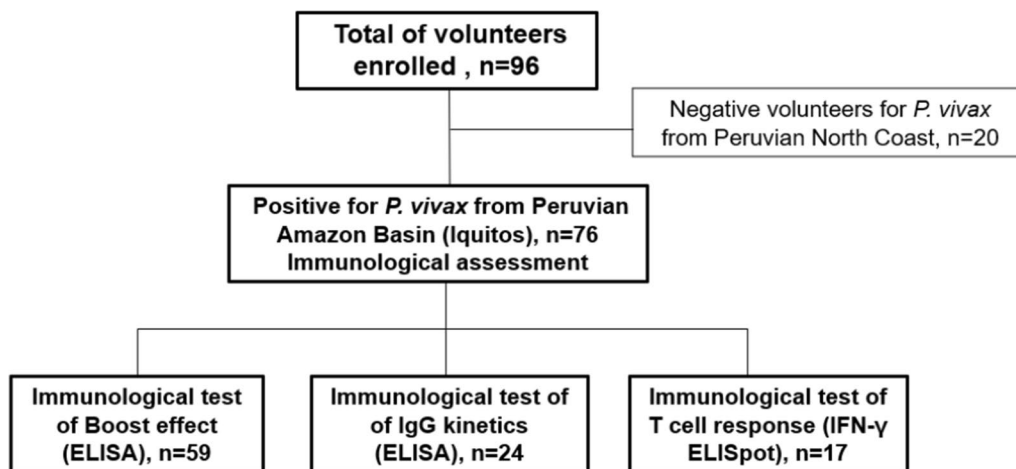 Total of volunteers
enrolled , n=96
Negative volunteers for P. vivax
from Peruvian North Coast, n=20
Positive for P. vivax from Peruvian
Amazon Basin (Iquitos), n=76
Immunological assessment
Immunological test
of Boost effect
(ELISA), n=59
Immunological test of
of IgG kinetics
(ELISA), n=24
Immunological test of
T cell response (IFN-γ
ELISpot), n=17